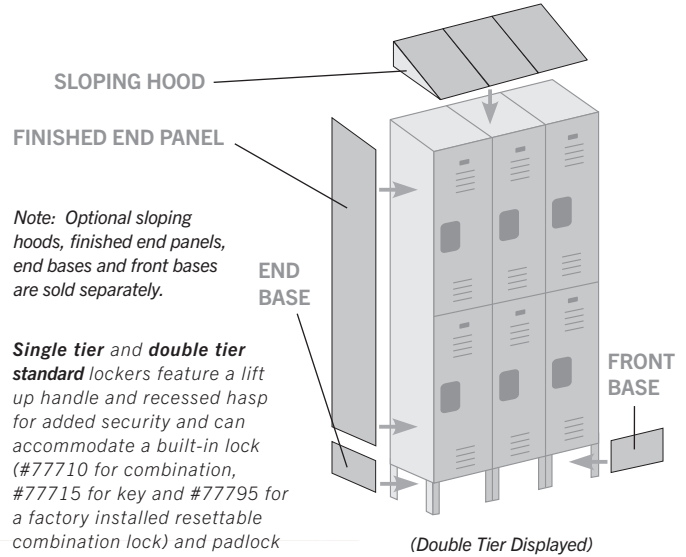 SLOPING HOOD
FINISHED END PANEL
Note: Optional sloping
hoods, finished end panels,
end bases and front bases
are sold separately.
END
BASE
Single tier and double tier
standard lockers feature a lift
up handle and recessed hasp
for added security and can
accommodate a built-in lock
(#77710 for combination,
#77715 for key and #77795 for
a factory installed resettable
combination lock) and padlock
FRONT
BASE
(Double Tier Displayed)